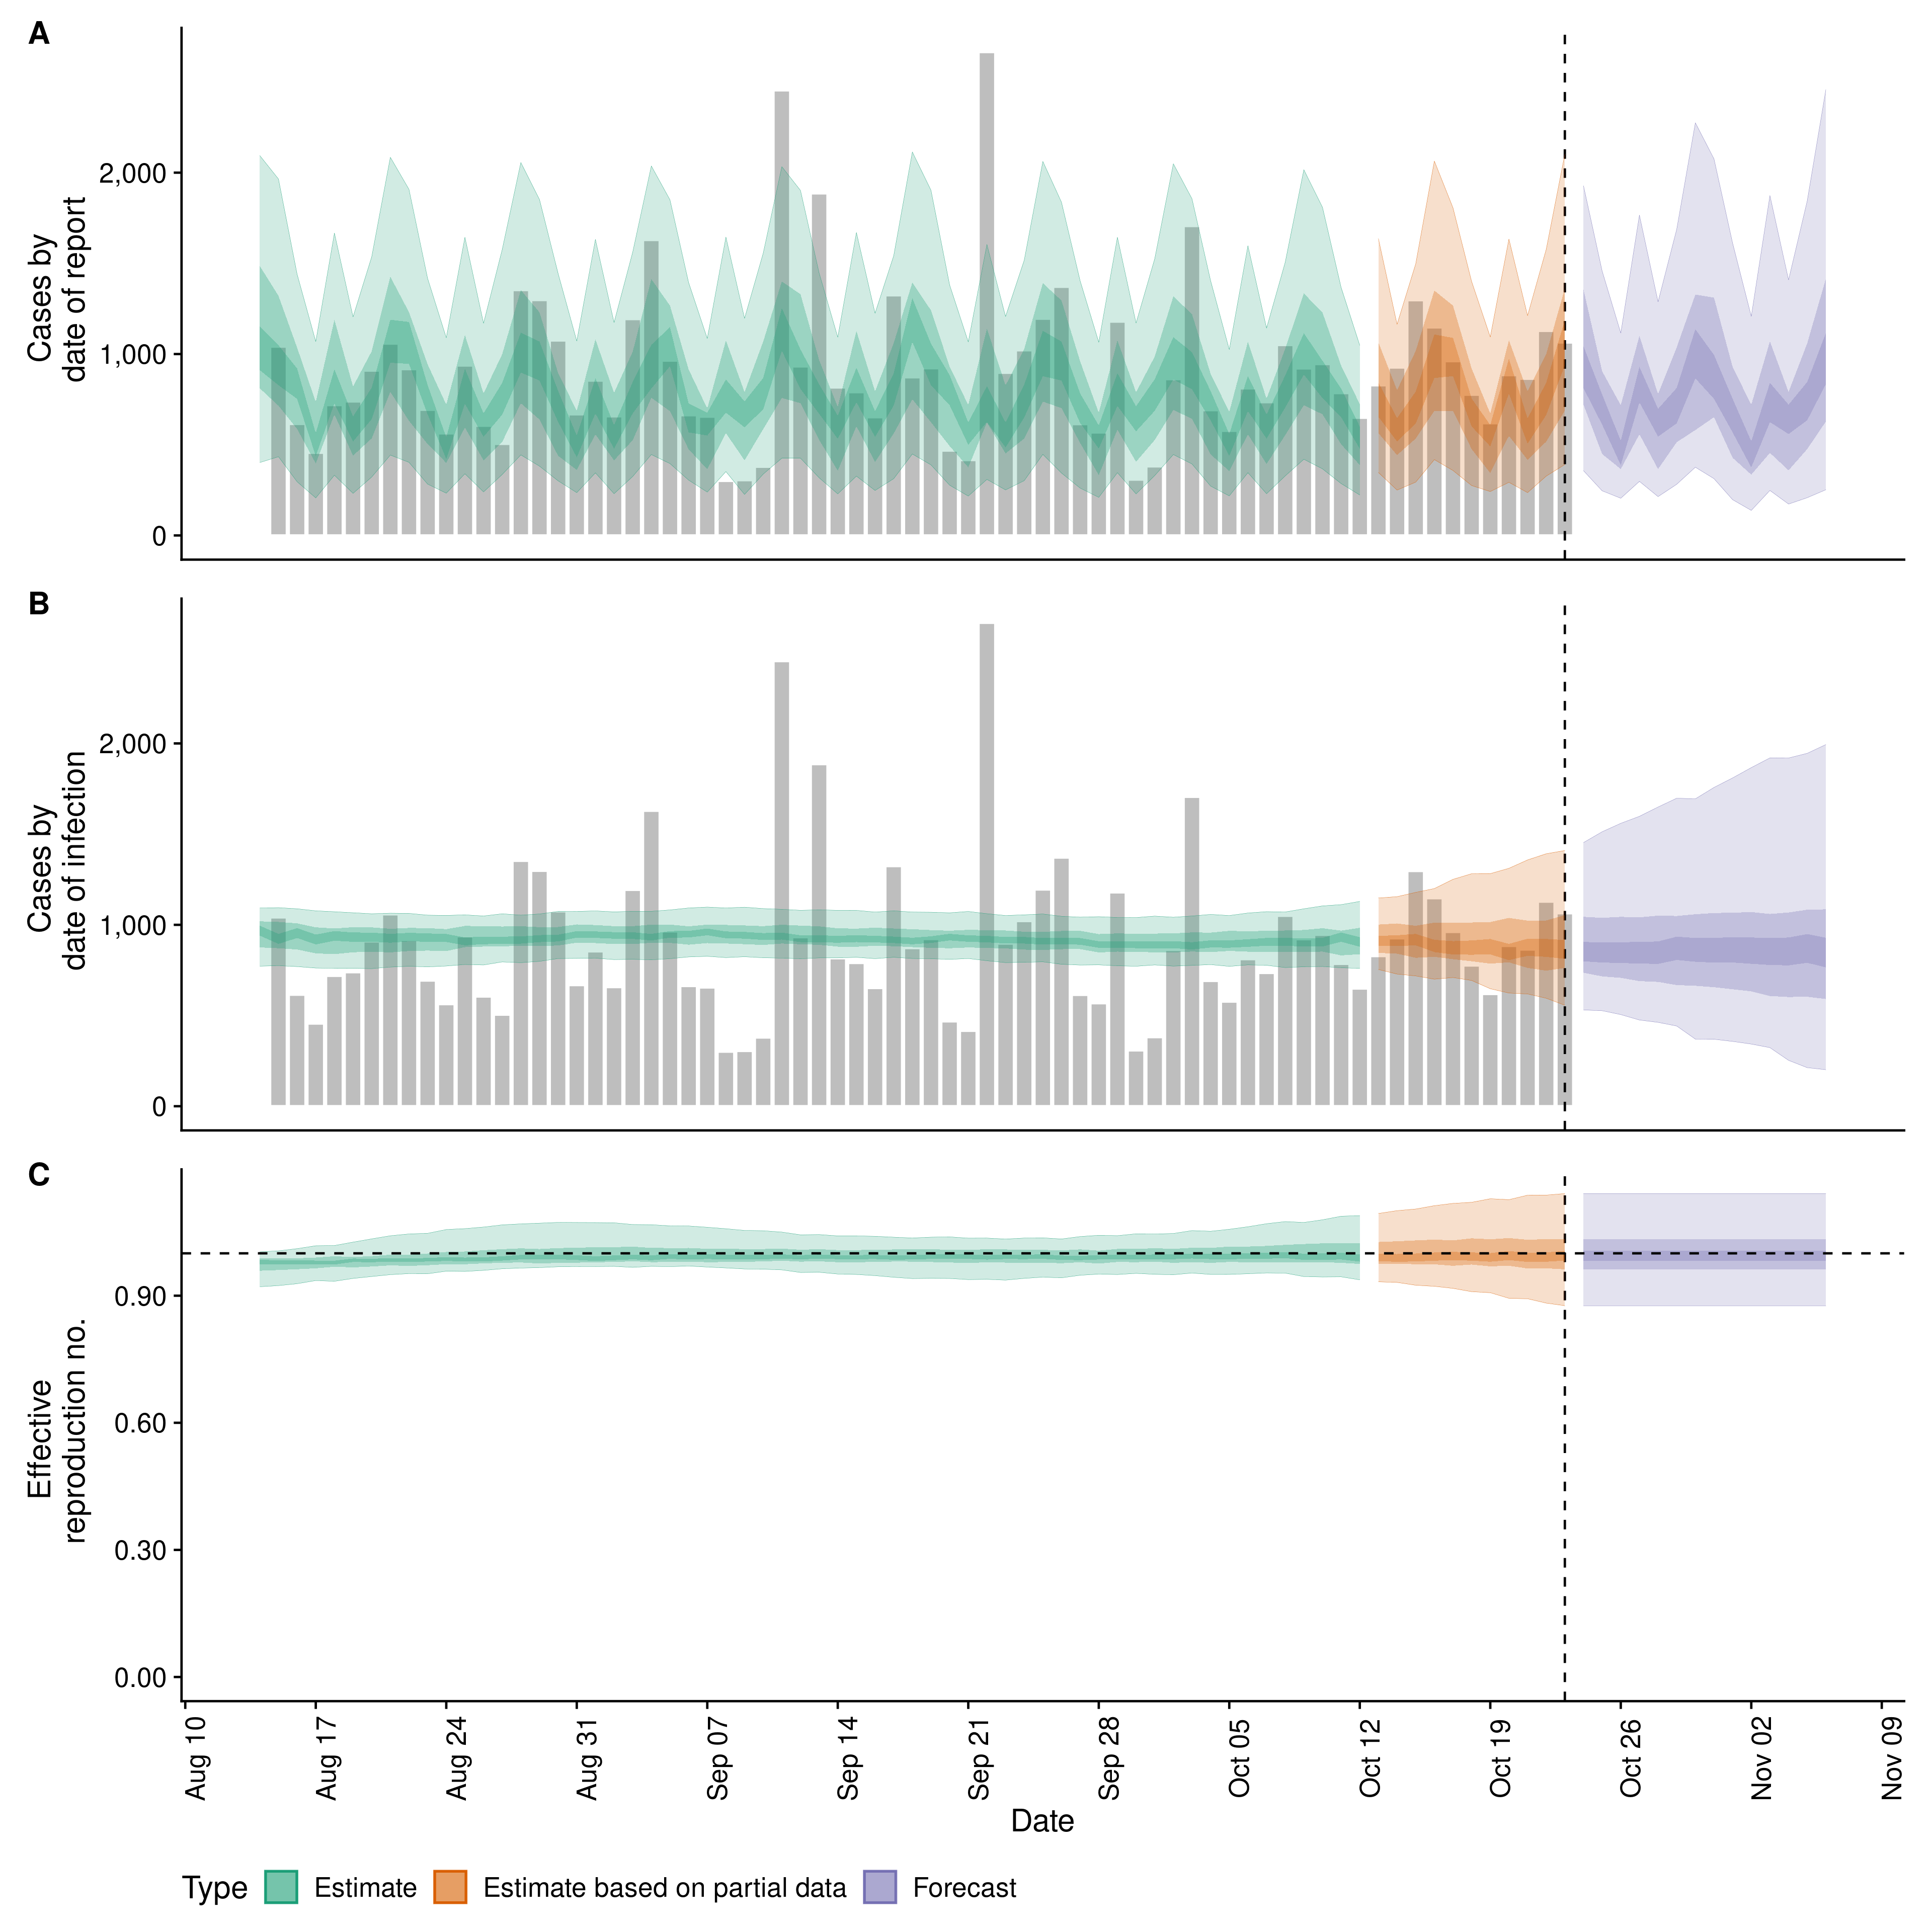 A
Cases by
date of report
2,000
1,000
0
B
Cases by
date of infection
2,000
1,000
0
C
Effective
reproduction no.
0.90
0.60
0.30
0.00
Aug 10
Aug 17
Aug 24
Aug 31
Sep 07
Sep 14
Sep 21
Sep 28
Oct 05
Oct 12
Oct 19
Oct 26
Nov 02
Nov 09
Date
Type Estimate Estimate based on partial data Forecast